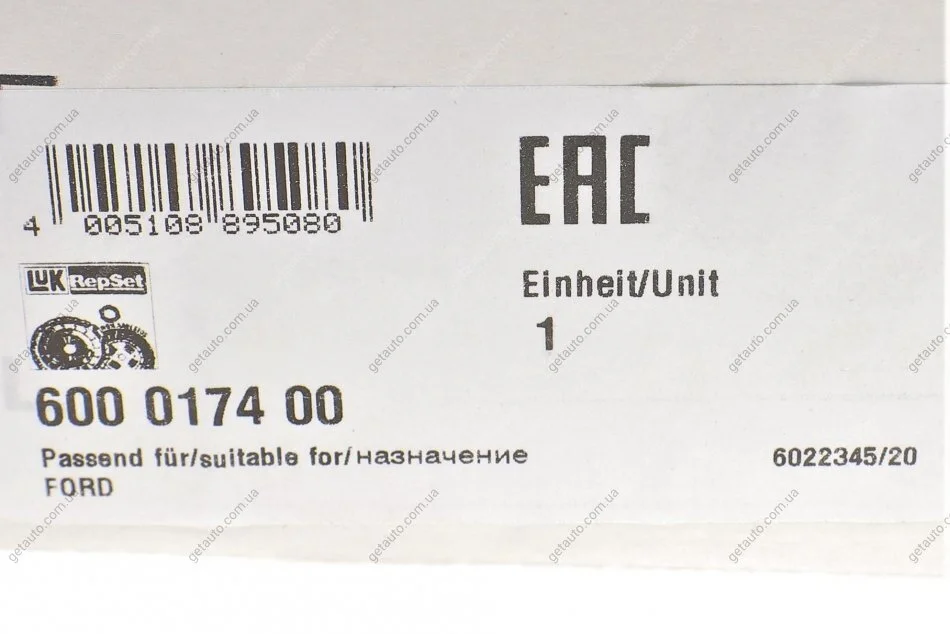 4 005108 895080
EAC
LuK RepSet
Einheit/Unit
1
600 0174 00
Passend für/suitable for/назначение
6022345/20
FORD
getauto.com.ua